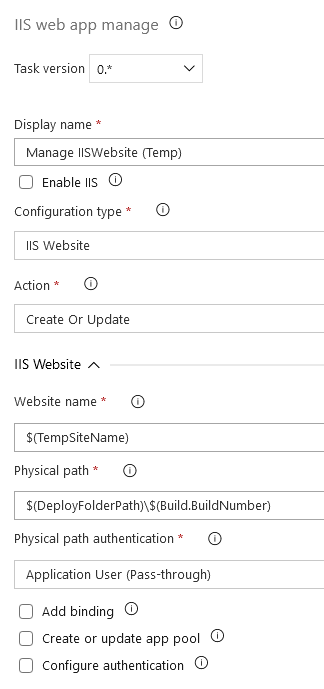 IIS web app manage
Task version 0.*
Display name *
Manage IISWebsite (Temp)
Enable IIS
Configuration type *
IIS Website
Action *
Create Or Update
IIS Website
Website name *
$(TempSiteName)
Physical path *
$(DeployFolderPath)\$(Build.BuildNumber)
Physical path authentication *
Application User (Pass-through)
Add binding
Create or update app pool
Configure authentication